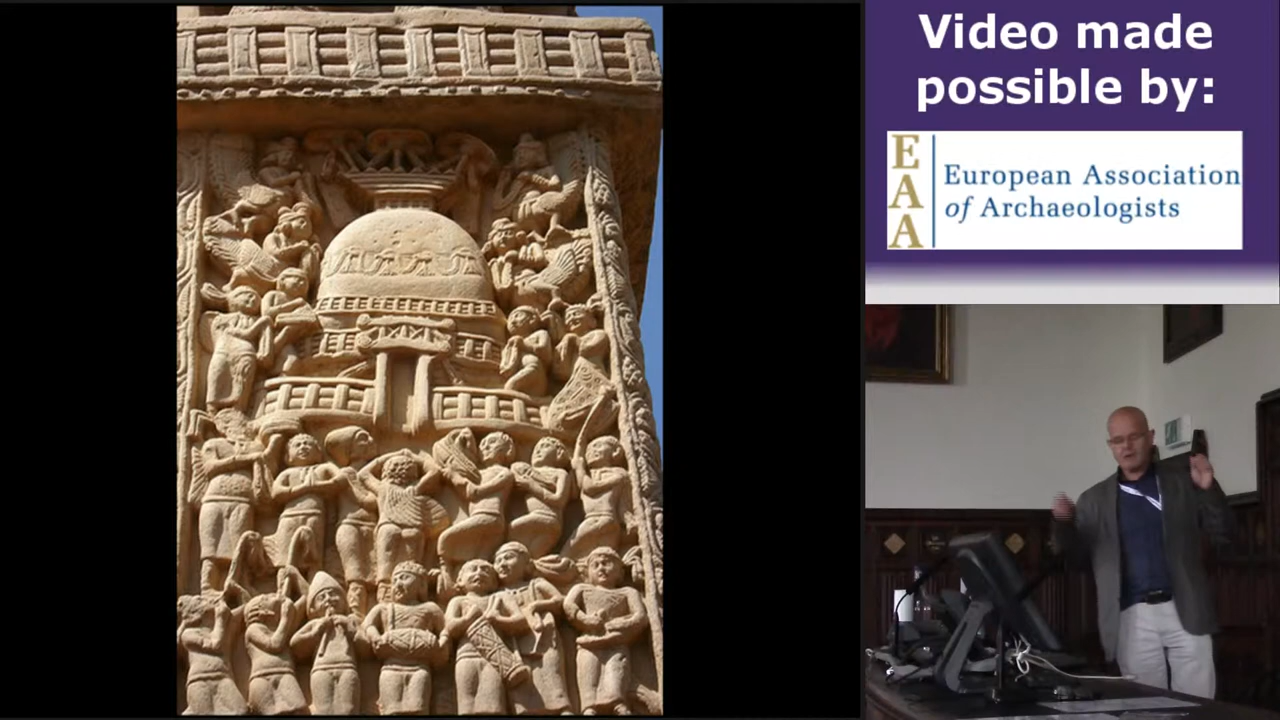 Video made
possible by:
EAA
European Association
of Archaeologists